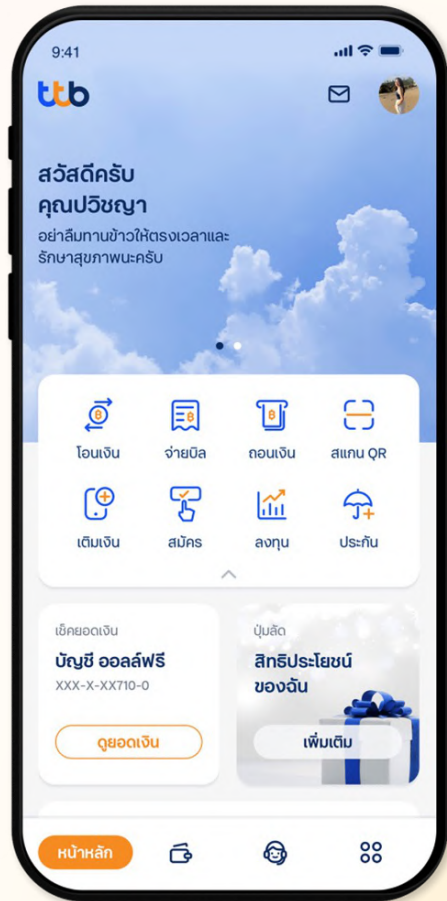 9:41
ttb
สวัสดีครับ
คุณปวิชญา
อย่าลืมทานข้าวให้ตรงเวลาและ
รักษาสุขภาพนะครับ
โอนเงิน จ่ายบิล ถอนเงิน สแกน QR
เติมเงิน สมัคร ลงทุน ประกัน
เช็คยอดเงิน
บัญชี ออลล์ฟรี
XXX-X-XX710-0
ดูยอดเงิน
ปุ่มลัด
สิทธิประโยชน์
ของฉัน
เพิ่มเติม
หน้าหลัก